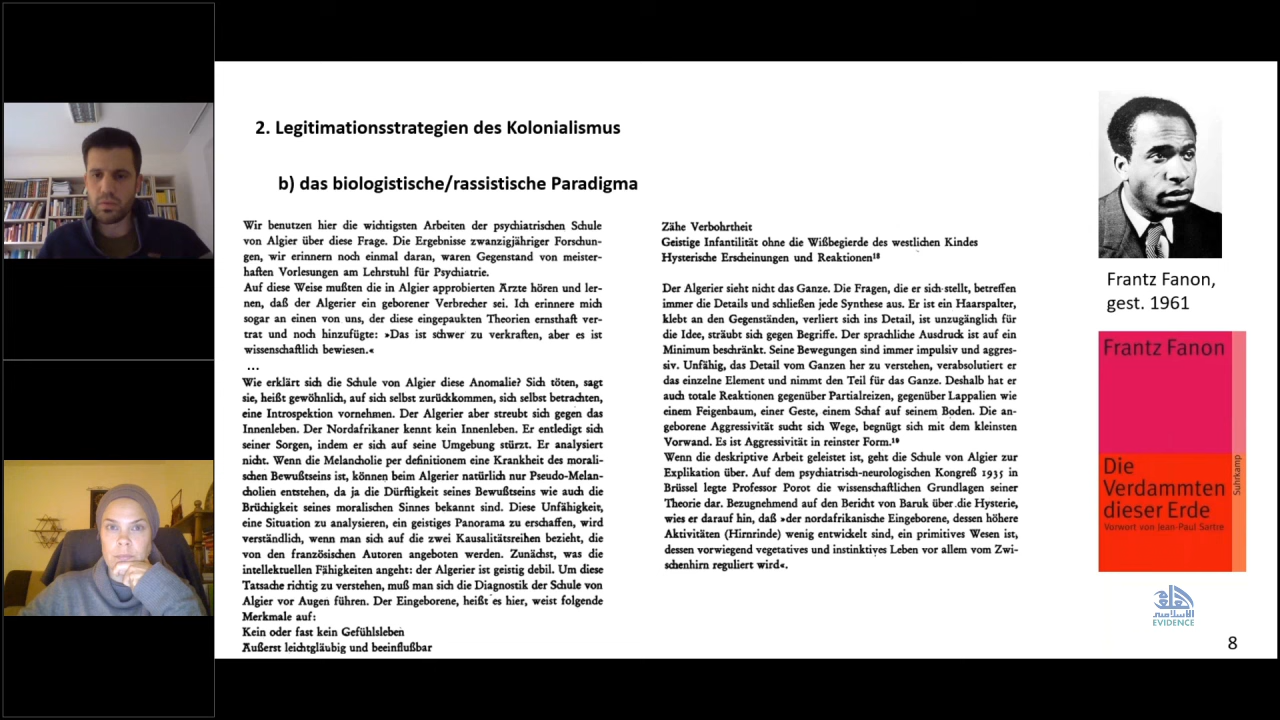 2. Legitimationsstrategien des Kolonialismus
b) das biologistische/rassistische Paradigma
Wir benutzen hier die wichtigsten Arbeiten der psychiatrischen Schule
von Algier über diese Frage. Die Ergebnisse zwanzigjähriger Forschun-
gen, wir erinnern noch einmal daran, waren Gegenstand von meister-
haften Vorlesungen am Lehrstuhl für Psychiatrie.
Auf diese Weise mußten die in Algier approbierten Ärzte hören und ler-
nen, daß der Algerier ein geborener Verbrecher sei. Ich erinnere mich
sogar an einen von uns, der diese eingepaukten Theorien ernsthaft ver-
trat und noch hinzufügte: »Das ist schwer zu verkraften, aber es ist
wissenschaftlich bewiesen.«
...
Wie erklärt sich die Schule von Algier diese Anomalie? Sich töten, sagt
sie, heißt gewöhnlich, auf sich selbst zurückkommen, sich selbst betrachten,
eine Introspektion vornehmen. Der Algerier aber streubt sich gegen das
Innenleben. Der Nordafrikaner kennt kein Innenleben. Er entledigt sich
seiner Sorgen, indem er sich auf seine Umgebung stürzt. Er analysiert
nicht. Wenn die Melancholie per definitionem eine Krankheit des morali-
schen Bewußtseins ist, können beim Algerier natürlich nur Pseudo-Melan-
cholien entstehen, da ja die Dürftigkeit seines Bewußtseins wie auch die
Brüchigkeit seines moralischen Sinnes bekannt sind. Diese Unfähigkeit,
eine Situation zu analysieren, ein geistiges Panorama zu erschaffen, wird
verständlich, wenn man sich auf die zwei Kausalitätsreihen bezieht, die
von den französischen Autoren angeboten werden. Zunächst, was die
intellektuellen Fähigkeiten angeht: der Algerier ist geistig debil. Um diese
Tatsache richtig zu verstehen, muß man sich die Diagnostik der Schule von
Algier vor Augen führen. Der Eingeborene, heißt es hier, weist folgende
Merkmale auf:
Kein oder fast kein Gefühlsleben
Äußerst leichtgläubig und beeinflußbar
Zähe Verbohrtheit
Geistige Infantilität ohne die Wißbegierde des westlichen Kindes
Hysterische Erscheinungen und Reaktionen¹⁸
Der Algerier sieht nicht das Ganze. Die Fragen, die er sich stellt, betreffen
immer die Details und schließen jede Synthese aus. Er ist ein Haarspalter,
klebt an den Gegenständen, verliert sich ins Detail, ist unzugänglich für
die Idee, sträubt sich gegen Begriffe. Der sprachliche Ausdruck ist auf ein
Minimum beschränkt. Seine Bewegungen sind immer impulsiv und aggres-
siv. Unfähig, das Detail vom Ganzen her zu verstehen, verabsolutiert er
das einzelne Element und nimmt den Teil für das Ganze. Deshalb hat er
auch totale Reaktionen gegenüber Partialreizen, gegenüber Lappalien wie
einem Feigenbaum, einer Geste, einem Schaf auf seinem Boden. Die an-
geborene Aggressivität sucht sich Wege, begnügt sich mit dem kleinsten
Vorwand. Es ist Aggressivität in reinster Form.¹⁹
Wenn die deskriptive Arbeit geleistet ist, geht die Schule von Algier zur
Explikation über. Auf dem psychiatrisch-neurologischen Kongreß 1935 in
Brüssel legte Professor Porot die wissenschaftlichen Grundlagen seiner
Theorie dar. Bezugnehmend auf den Bericht von Baruk über die Hysterie,
wies er darauf hin, daß »der nordafrikanische Eingeborene, dessen höhere
Aktivitäten (Hirnrinde) wenig entwickelt sind, ein primitives Wesen ist,
dessen vorwiegend vegetatives und instinktives Leben vor allem vom Zwi-
schenhirn reguliert wird«.
Frantz Fanon,
gest. 1961
Frantz Fanon
Die
Verdammten
dieser Erde
Vorwort von Jean-Paul Sartre
Suhrkamp
EVIDENCE
8